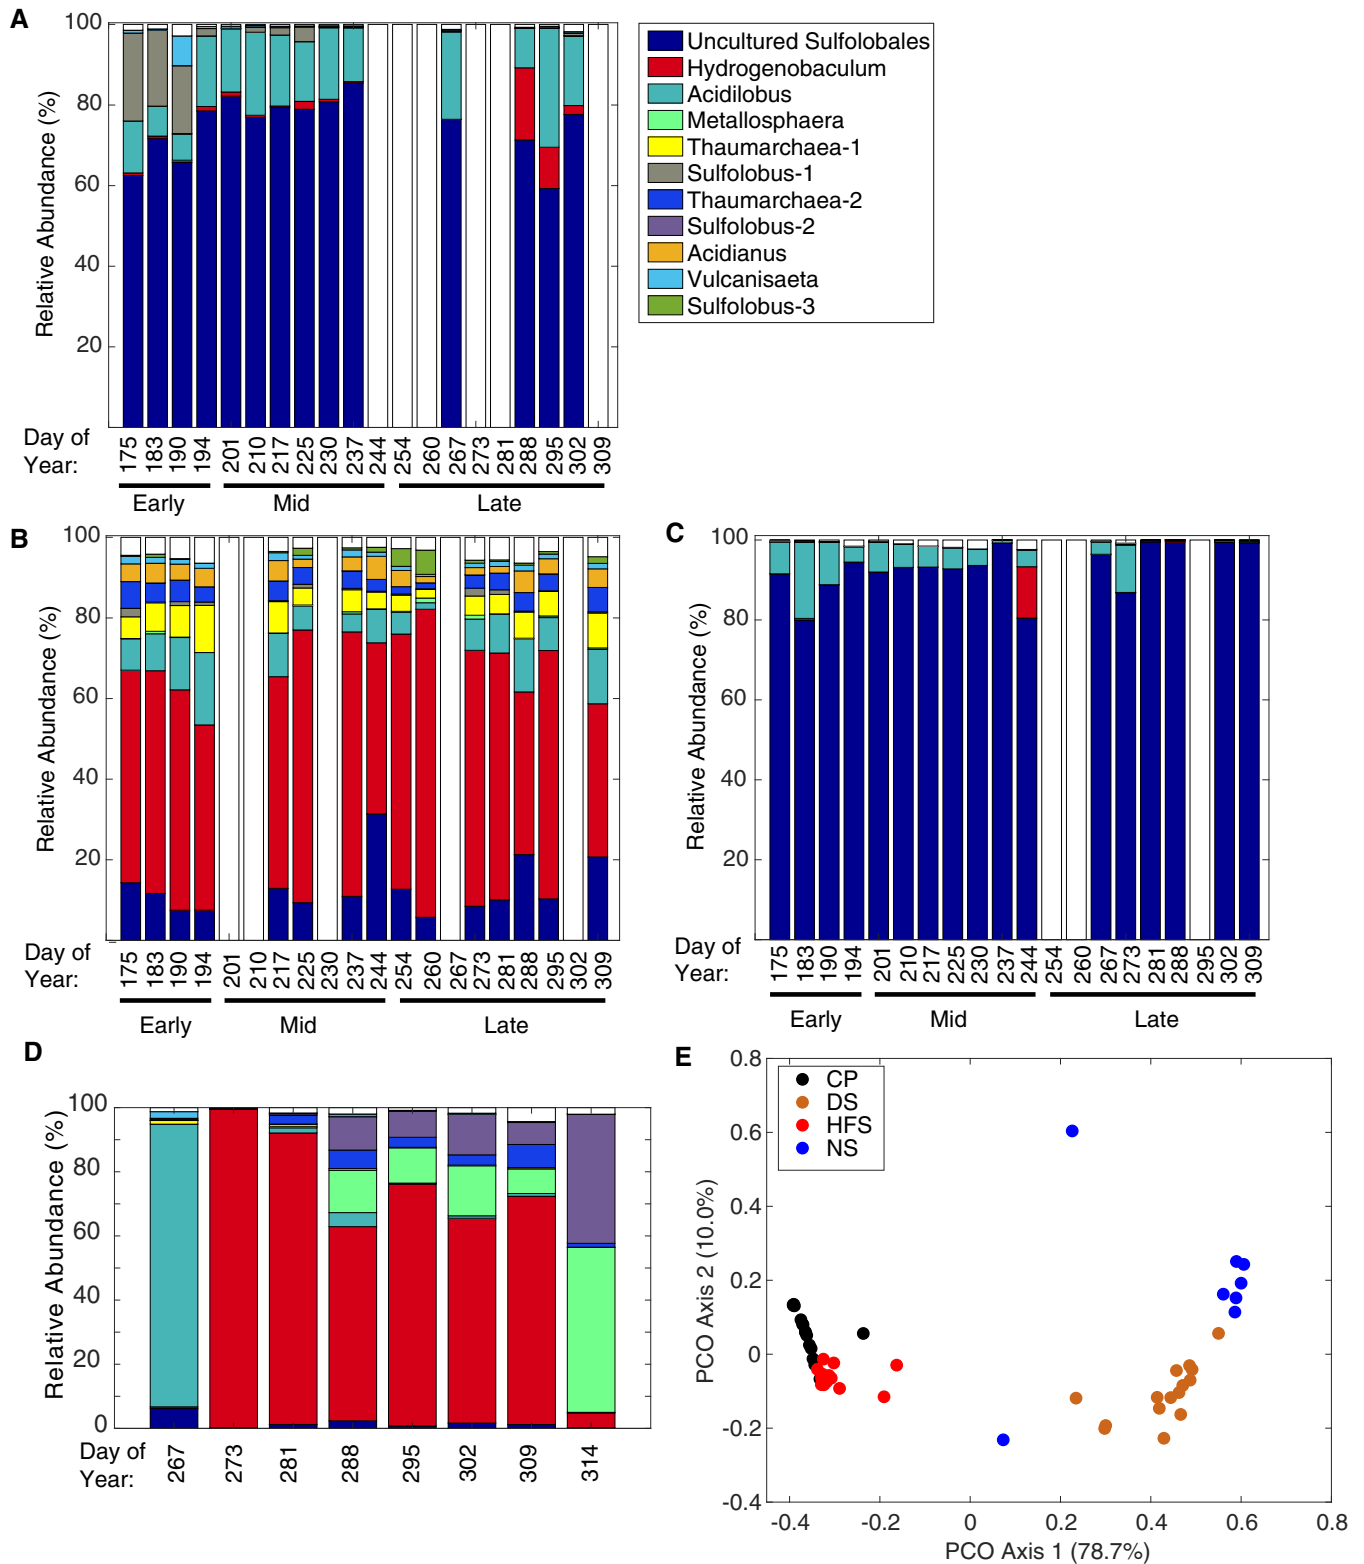 A
100
80
60
40
20
Relative Abundance (%)
Day of
Year:
175 183 190 194 201 210 217 225 230 237 244 254 260 267 273 281 288 295 302 309
Early Mid Late
Uncultured Sulfolobales
Hydrogenobaculum
Acidilobus
Metallosphaera
Thaumarchaea-1
Sulfolobus-1
Thaumarchaea-2
Sulfolobus-2
Acidianus
Vulcanisaeta
Sulfolobus-3
B
100
80
60
40
20
Relative Abundance (%)
Day of
Year:
175 183 190 194 201 210 217 225 230 237 244 254 260 267 273 281 288 295 302 309
Early Mid Late
C
100
80
60
40
20
Relative Abundance (%)
Day of
Year:
175 183 190 194 201 210 217 225 230 237 244 254 260 267 273 281 288 295 302 309
Early Mid Late
D
100
80
60
40
20
0
Relative Abundance (%)
Day of
Year:
267 273 281 288 295 302 309 314
E
0.8
0.6
0.4
0.2
0
-0.2
-0.4
PCO Axis 2 (10.0%)
CP
DS
HFS
NS
-0.4 -0.2 0 0.2 0.4 0.6 0.8
PCO Axis 1 (78.7%)